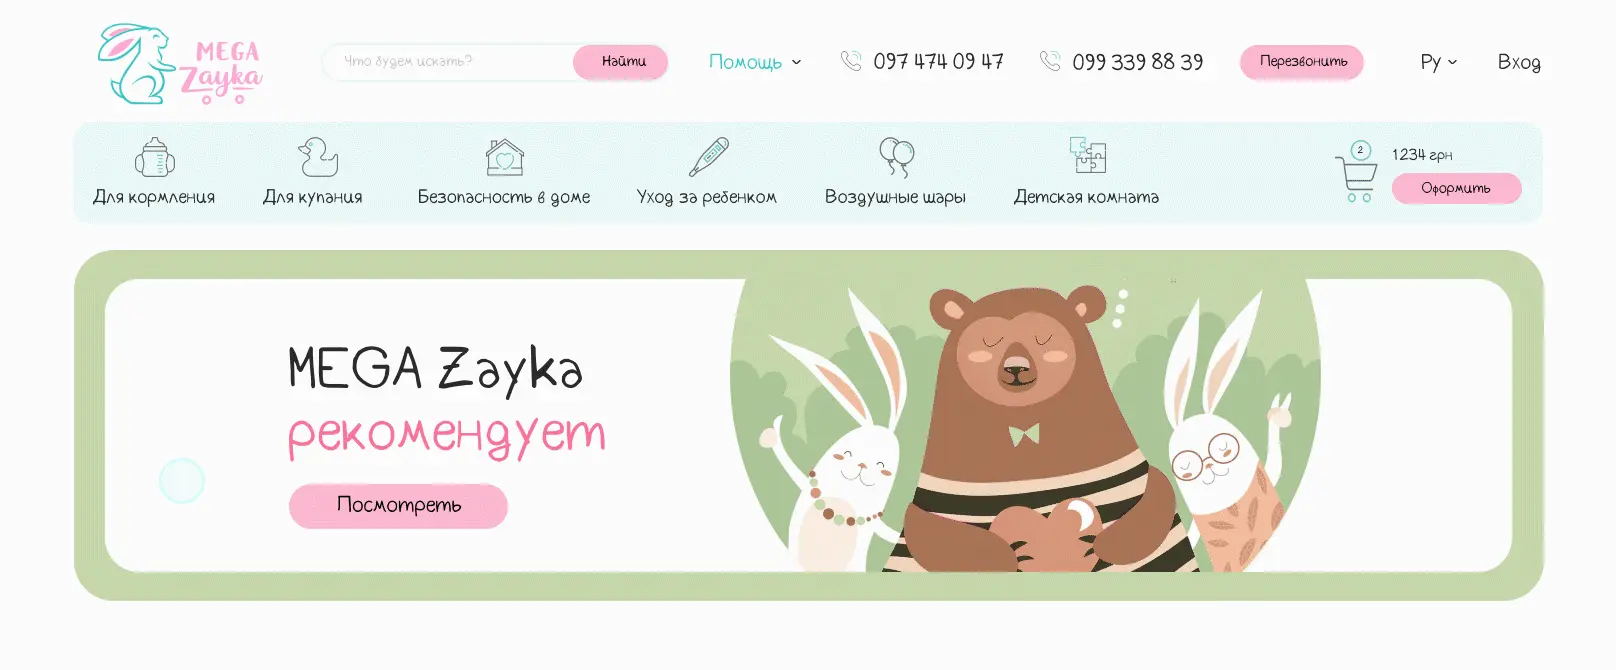 MEGA
Zayka
Что будем искать?
Найти
Помощь
097 474 09 47
099 339 88 39
Перезвонить
Ру
Вход
Для кормления
Для купания
Безопасность в доме
Уход за ребенком
Воздушные шары
Детская комната
2
1234 грн
Оформить
MEGA Zayka
рекомендует
Посмотреть